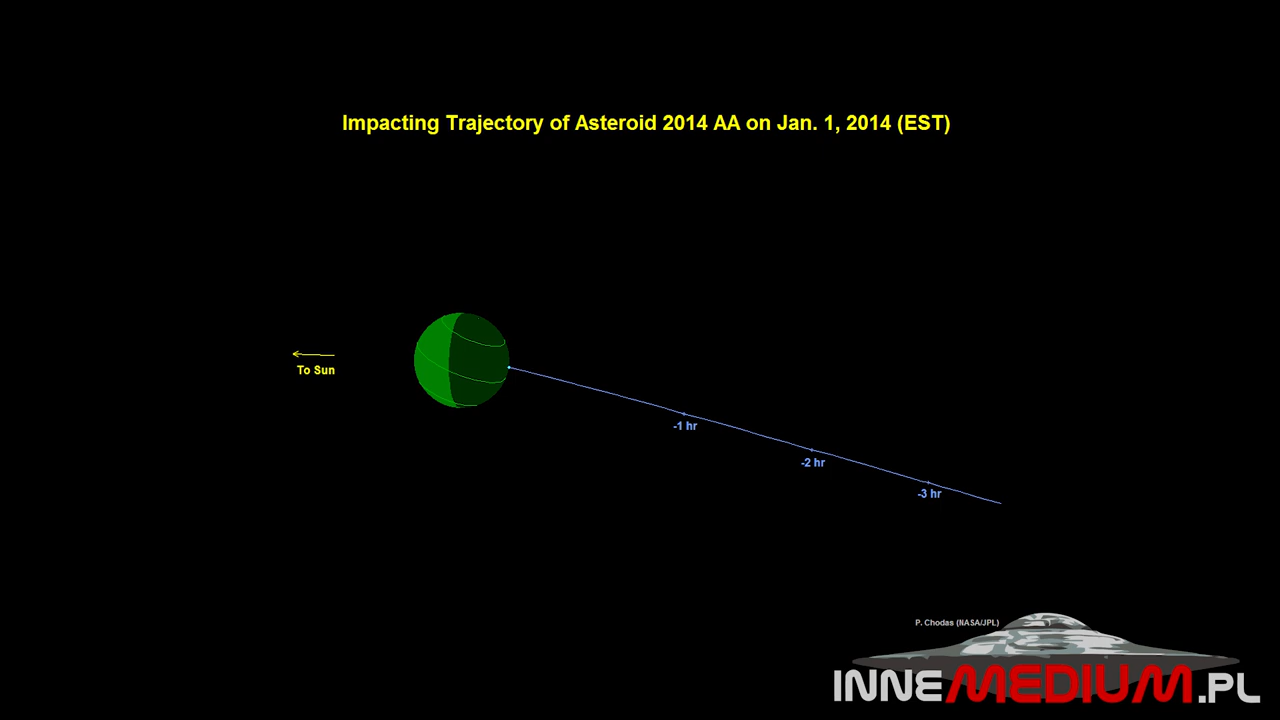 Impacting Trajectory of Asteroid 2014 AA on Jan. 1, 2014 (EST)
To Sun
-1 hr
-2 hr
-3 hr
P. Chodas (NASA/JPL)
INNEMEDIUM.PL